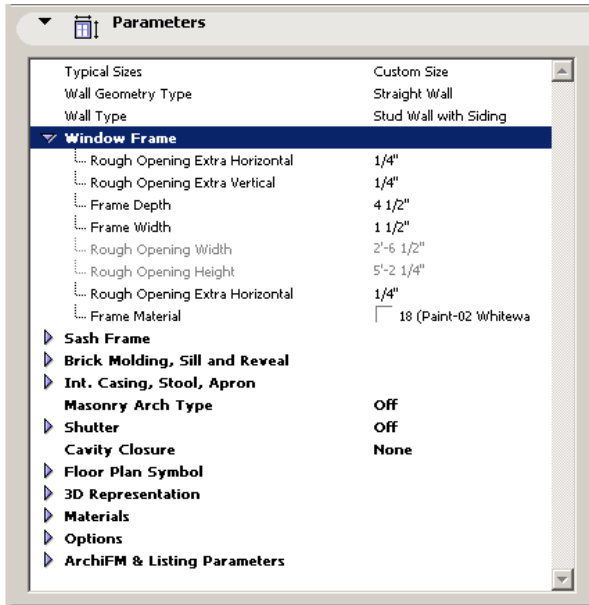 Parameters
Typical Sizes Custom Size
Wall Geometry Type Straight Wall
Wall Type Stud Wall with Siding
Window Frame
Rough Opening Extra Horizontal 1/4"
Rough Opening Extra Vertical 1/4"
Frame Depth 4 1/2"
Frame Width 1 1/2"
Rough Opening Width 2'-6 1/2"
Rough Opening Height 5'-2 1/4"
Rough Opening Extra Horizontal 1/4"
Frame Material 18 (Paint-02 Whitewa
Sash Frame
Brick Molding, Sill and Reveal
Int. Casing, Stool, Apron
Masonry Arch Type Off
Shutter Off
Cavity Closure None
Floor Plan Symbol
3D Representation
Materials
Options
ArchiFM & Listing Parameters